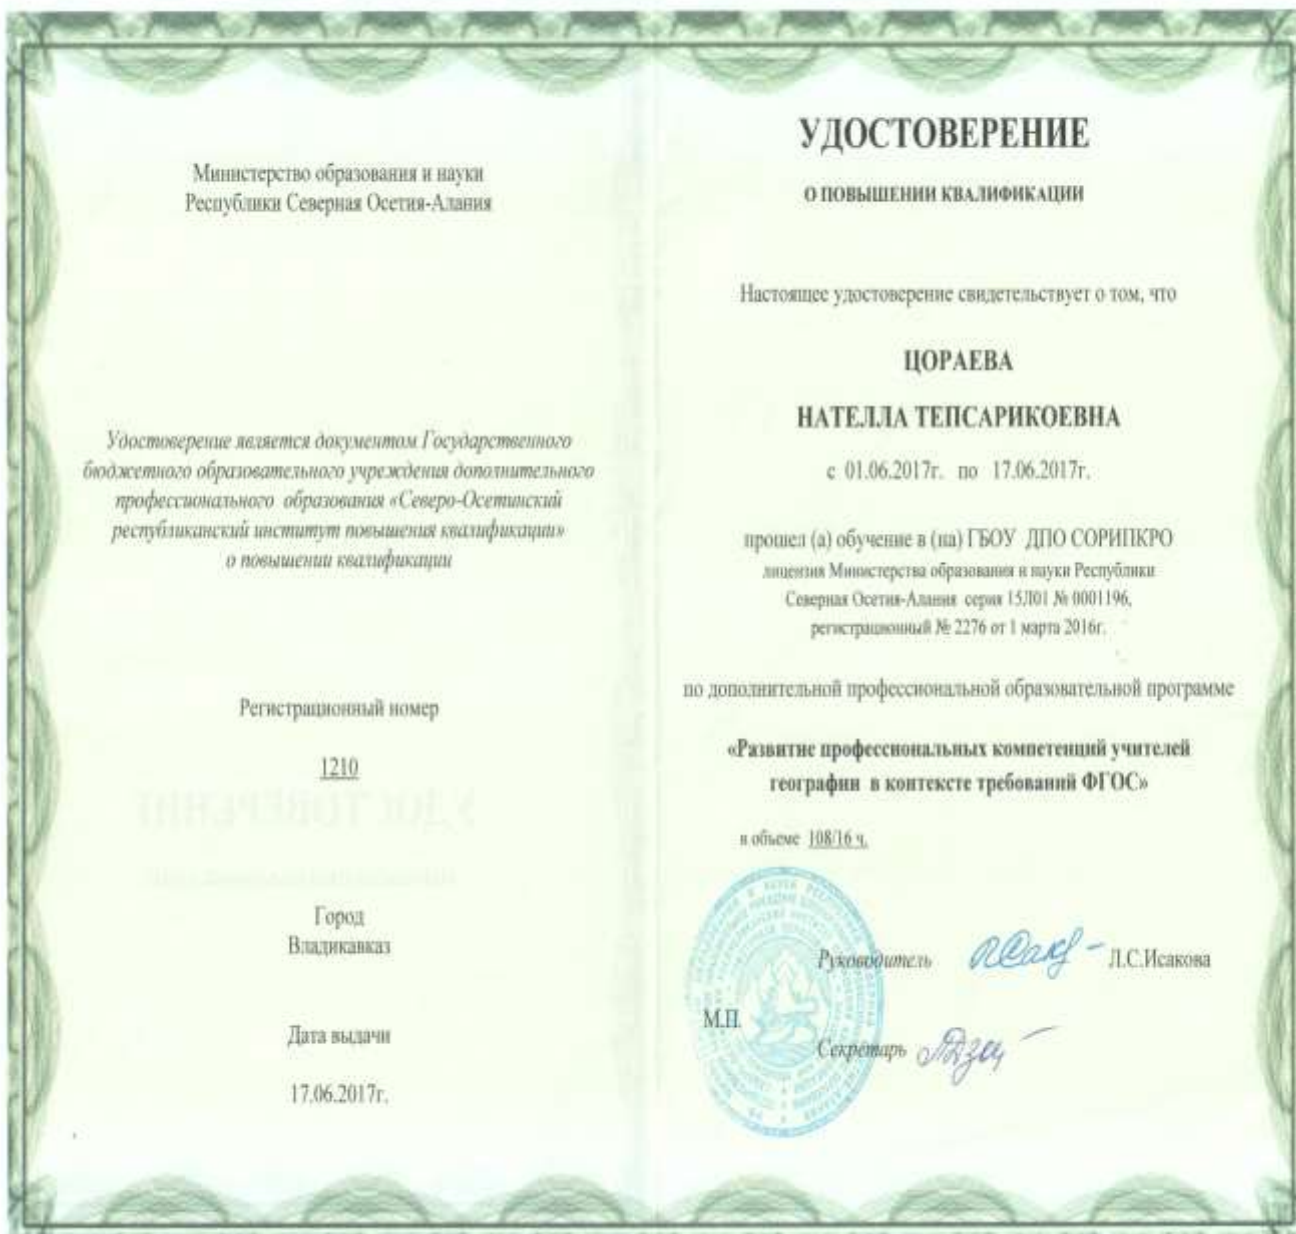 Министерство образования и науки
Республики Северная Осетия-Алания
Удостоверение является документом Государственного
бюджетного образовательного учреждения дополнительного
профессионального образования «Северо-Осетинский
республиканский институт повышения квалификации»
о повышении квалификации
Регистрационный номер
1210
Город
Владикавказ
Дата выдачи
17.06.2017г.
УДОСТОВЕРЕНИЕ
О ПОВЫШЕНИИ КВАЛИФИКАЦИИ
Настоящее удостоверение свидетельствует о том, что
ЦОРАЕВА
НАТЕЛЛА ТЕПСАРИКОЕВНА
с 01.06.2017г. по 17.06.2017г.
прошел (а) обучение в (на) ГБОУ ДПО СОРИПКРО
лицензия Министерства образования и науки Республики
Северная Осетия-Алания серия 15Л01 № 0001196,
регистрационный № 2276 от 1 марта 2016г.
по дополнительной профессиональной образовательной программе
«Развитие профессиональных компетенций учителей
географии в контексте требований ФГОС»
в объеме 108/16 ч.
Руководитель Л.С.Исакова
М.П.
Секретарь